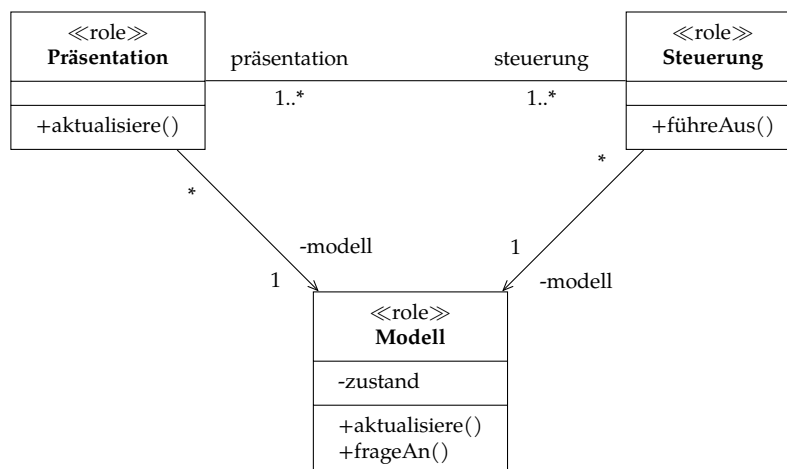 ≪role≫
Präsentation
+aktualisiere()
präsentation
1..*
steuerung
1..*
≪role≫
Steuerung
+führeAus()
*
-modell
1
*
1
-modell
≪role≫
Modell
-zustand
+aktualisiere()
+frageAn()